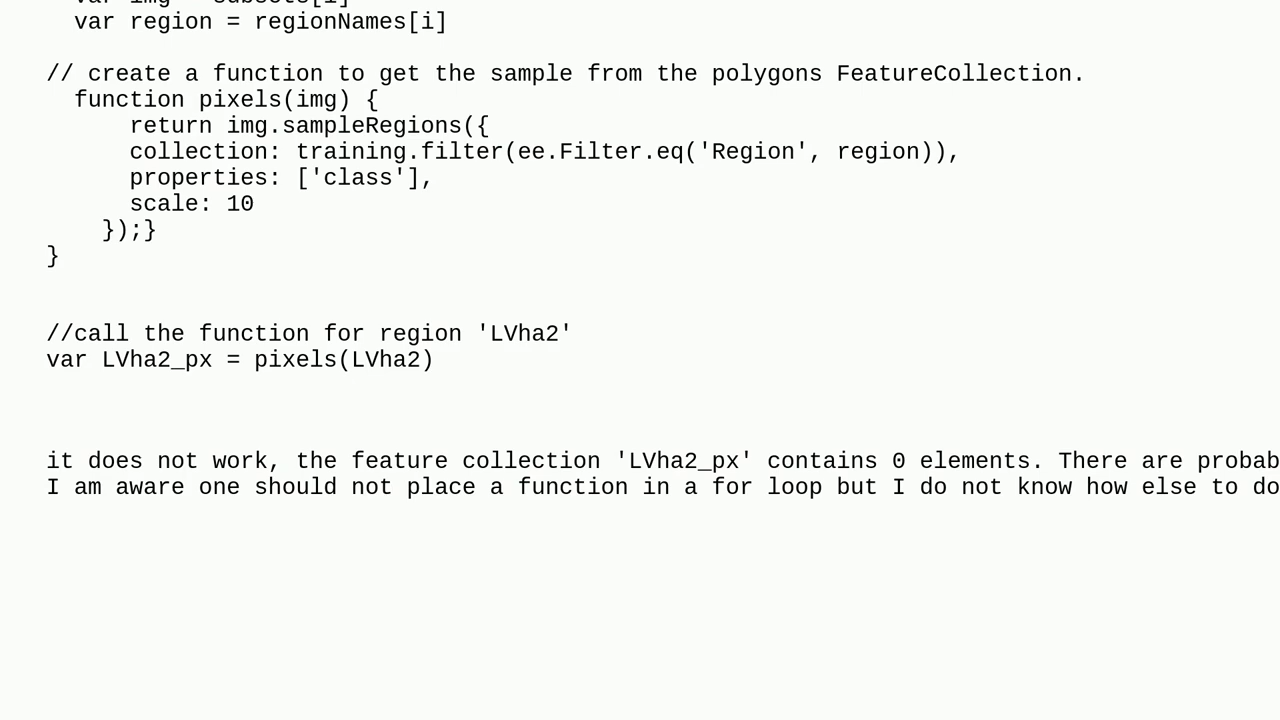 var region = regionNames[i]
// create a function to get the sample from the polygons FeatureCollection.
function pixels(img) {
return img.sampleRegions({
collection: training.filter(ee.Filter.eq('Region', region)),
properties: ['class'],
scale: 10
});}
}
//call the function for region 'LVha2'
var LVha2_px = pixels(LVha2)
it does not work, the feature collection 'LVha2_px' contains 0 elements. There are
I am aware one should not place a function in a for loop but I do not know how else to do